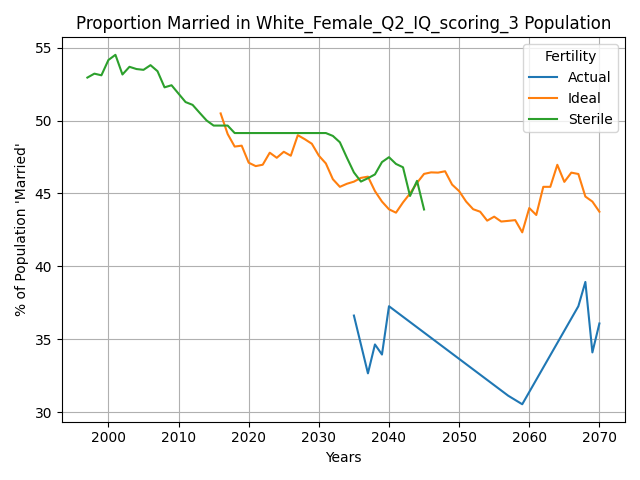 Proportion Married in White_Female_Q2_IQ_scoring_3 Population
% of Population 'Married'
55
50
45
40
35
30
Fertility
Actual
Ideal
Sterile
2000 2010 2020 2030 2040 2050 2060 2070
Years